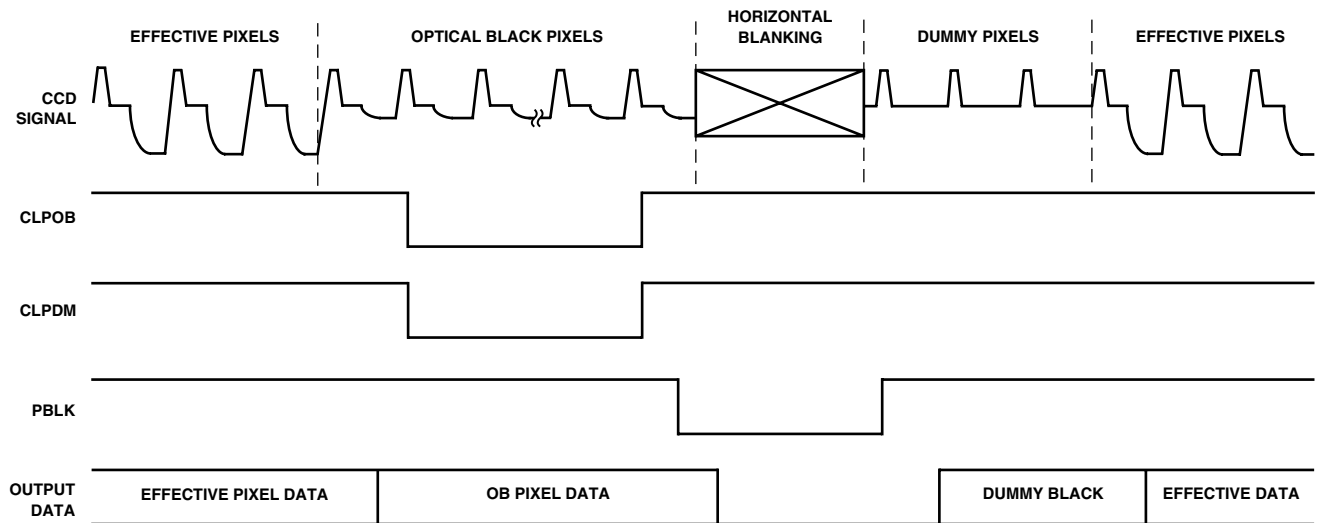 HORIZONTAL
BLANKING
EFFECTIVE PIXELS
OPTICAL BLACK PIXELS
DUMMY PIXELS
EFFECTIVE PIXELS
CCD
SIGNAL
CLPOB
CLPDM
PBLK
OUTPUT
DATA
EFFECTIVE PIXEL DATA
OB PIXEL DATA
DUMMY BLACK
EFFECTIVE DATA